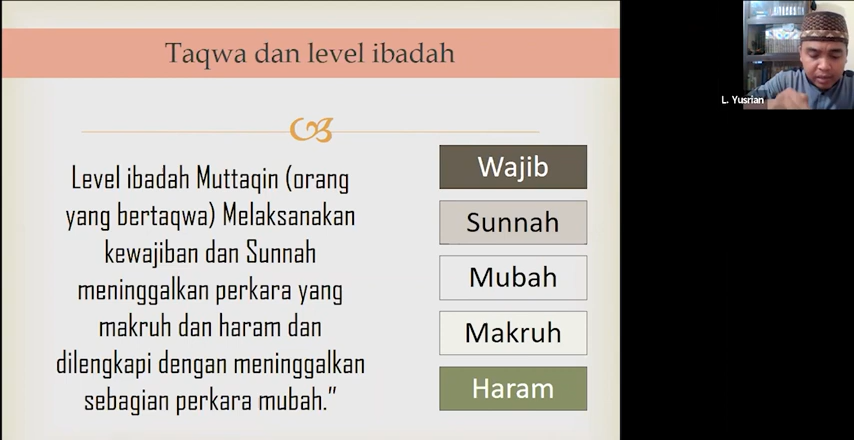 Taqwa dan level ibadah
L. Yusrian
Level ibadah Muttaqin (orang
yang bertaqwa) Melaksanakan
kewajiban dan Sunnah
meninggalkan perkara yang
makruh dan haram dan
dilengkapi dengan meninggalkan
sebagian perkara mubah.”
Wajib
Sunnah
Mubah
Makruh
Haram